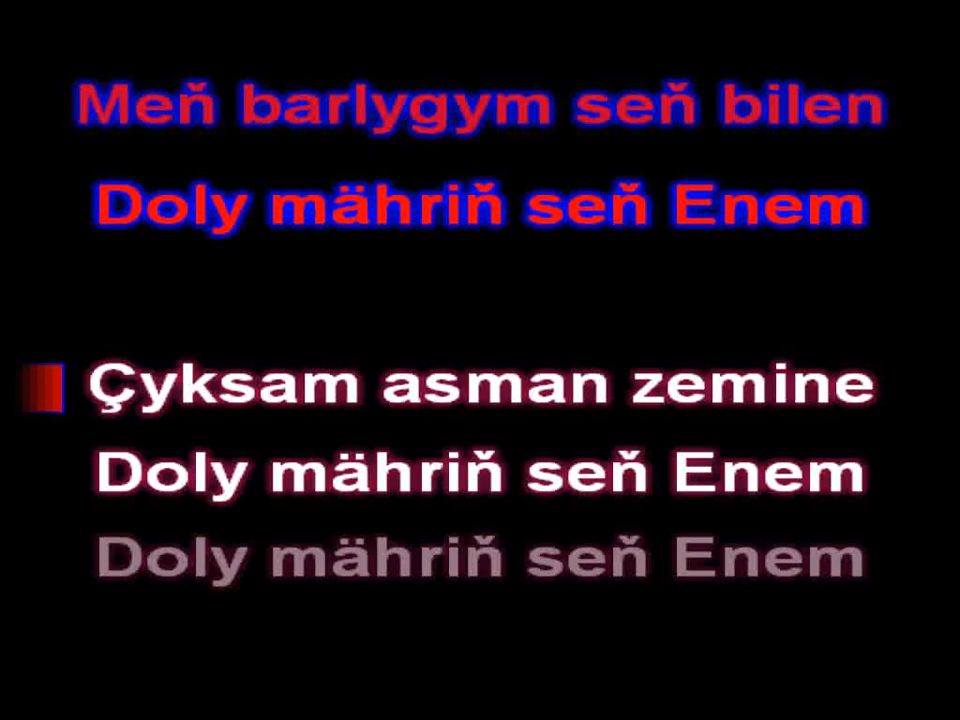 Meň barlygym seň bilen
Doly mähriň seň Enem
Çyksam asman zemine
Doly mähriň seň Enem
Doly mähriň seň Enem